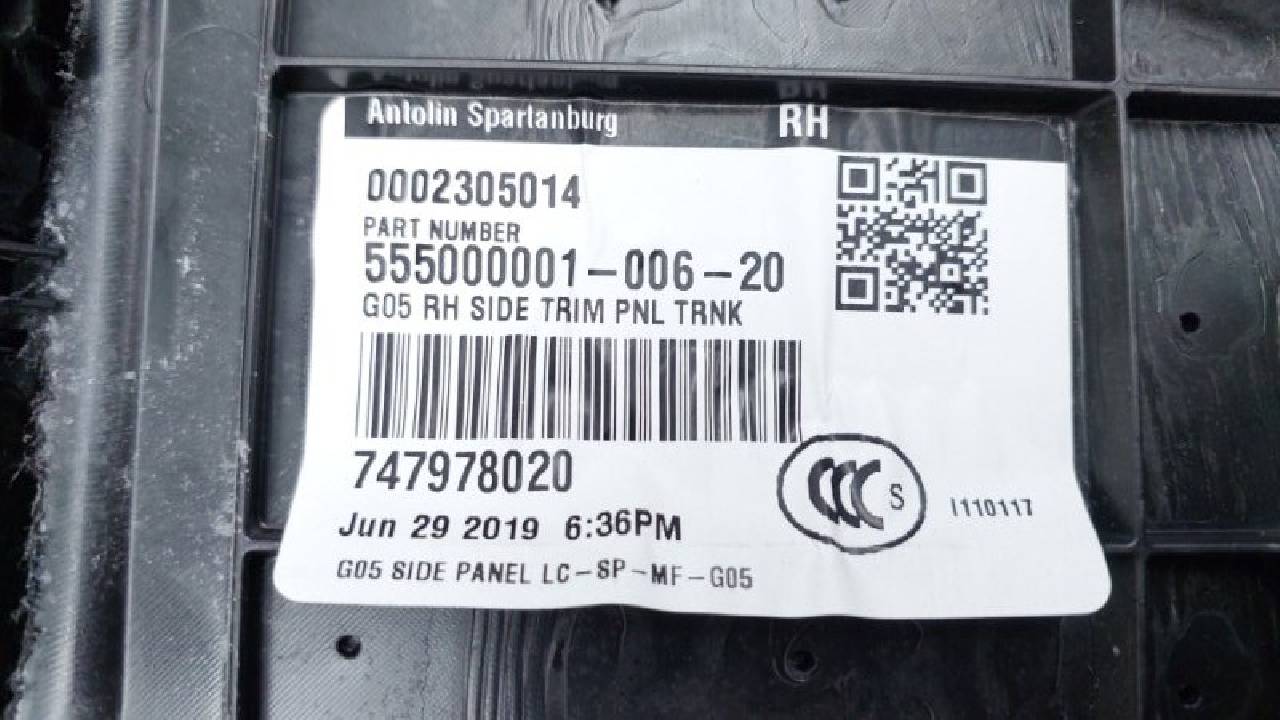 Antolin Spartanburg RH
0002305014
PART NUMBER
555000001-006-20
G05 RH SIDE TRIM PNL TRNK
747978020
CCC S
I110117
Jun 29 2019 6:36PM
G05 SIDE PANEL LC-SP-MF-G05